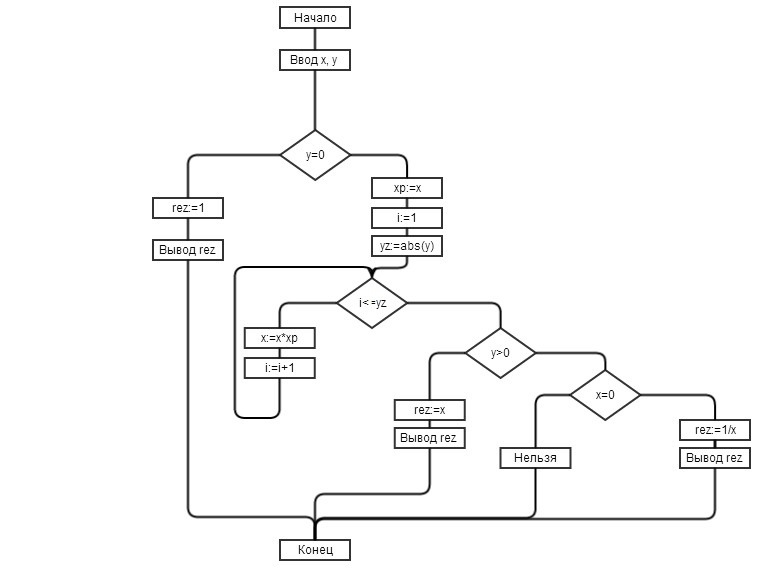 Начало
Ввод x, y
y=0
xp:=x
rez:=1
i:=1
yz:=abs(y)
Вывод rez
i<=yz
x:=x*xp
i:=i+1
y>0
x=0
rez:=x
Вывод rez
rez:=1/x
Нельзя
Вывод rez
Конец